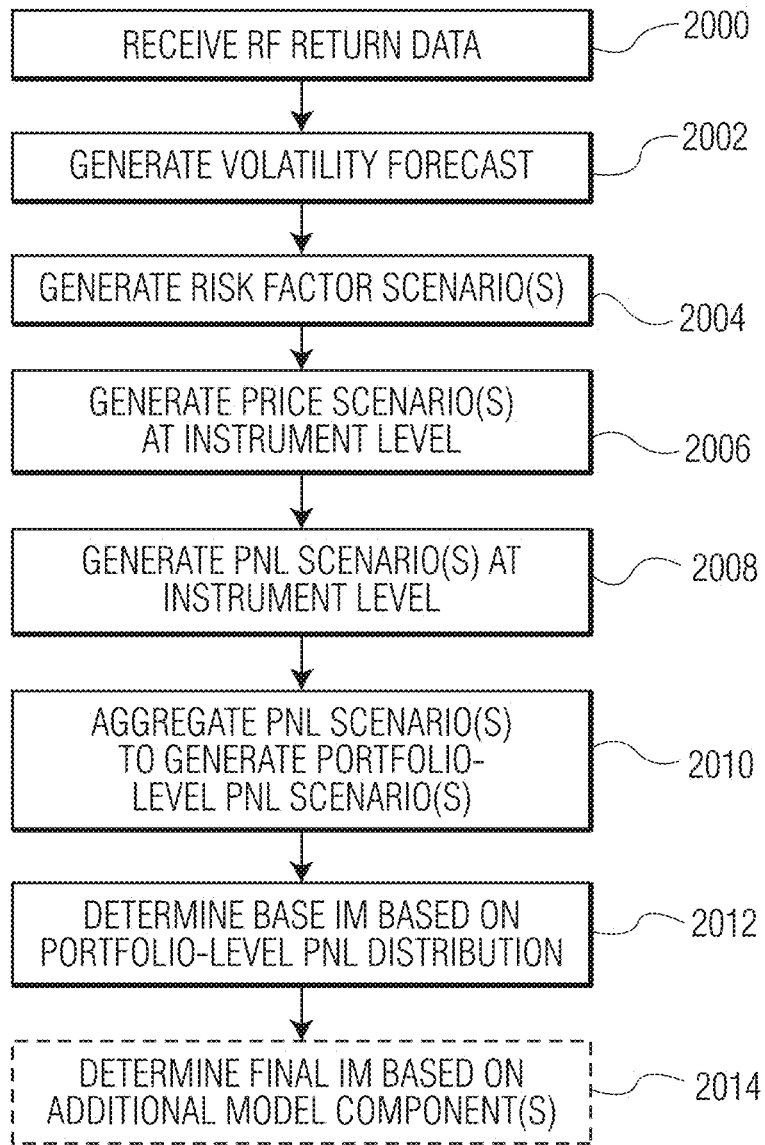 RECEIVE RF RETURN DATA
2000
GENERATE VOLATILITY FORECAST
2002
GENERATE RISK FACTOR SCENARIO(S)
2004
GENERATE PRICE SCENARIO(S)
AT INSTRUMENT LEVEL
2006
GENERATE PNL SCENARIO(S) AT
INSTRUMENT LEVEL
2008
AGGREGATE PNL SCENARIO(S)
TO GENERATE PORTFOLIO-
LEVEL PNL SCENARIO(S)
2010
DETERMINE BASE IM BASED ON
PORTFOLIO-LEVEL PNL DISTRIBUTION
2012
DETERMINE FINAL IM BASED ON
ADDITIONAL MODEL COMPONENT(S)
2014